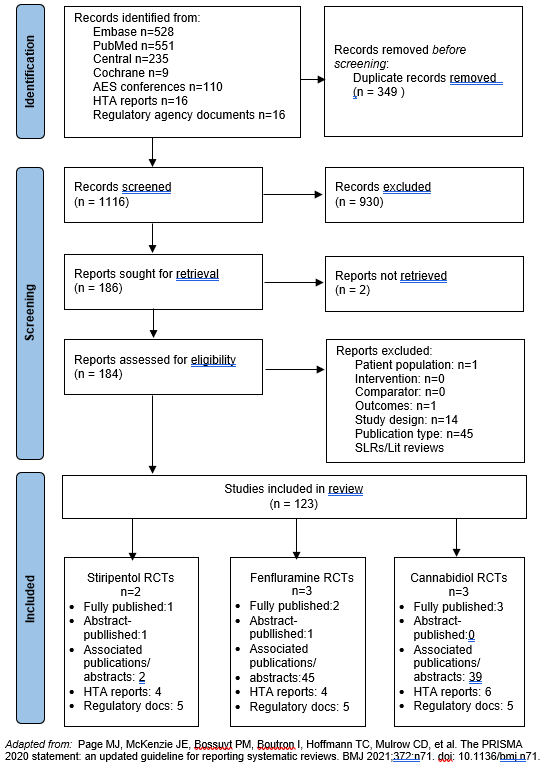 Identification
Records identified from:
Embase n=528
PubMed n=551
Central n=235
Cochrane n=9
AES conferences n=110
HTA reports n=16
Regulatory agency documents n=16
Records removed before
screening:
Duplicate records removed
(n = 349 )
Screening
Records screened
(n = 1116)
Records excluded
(n = 930)
Reports sought for retrieval
(n = 186)
Reports not retrieved
(n = 2)
Reports assessed for eligibility
(n = 184)
Reports excluded:
Patient population: n=1
Intervention: n=0
Comparator: n=0
Outcomes: n=1
Study design: n=14
Publication type: n=45
SLRs/Lit reviews
Included
Studies included in review
(n = 123)
Stiripentol RCTs
n=2
• Fully published:1
• Abstract-
publlished:1
• Associated
publications/
abstracts: 2
• HTA reports: 4
• Regulatory docs: 5
Fenfluramine RCTs
n=3
• Fully published:2
• Abstract-
publlished:1
• Associated
publications/
• abstracts:45
• HTA reports: 4
• Regulatory docs: 5
Cannabidiol RCTs
n=3
• Fully published:3
• Abstract-
published:0
• Associated
publications/
abstracts: 39
• HTA reports: 6
• Regulatory docs: 5
Adapted from: Page MJ, McKenzie JE, Bossuyt PM, Boutron I, Hoffmann TC, Mulrow CD, et al. The PRISMA
2020 statement: an updated guideline for reporting systematic reviews. BMJ 2021;372:n71. doi: 10.1136/bmj.n71.